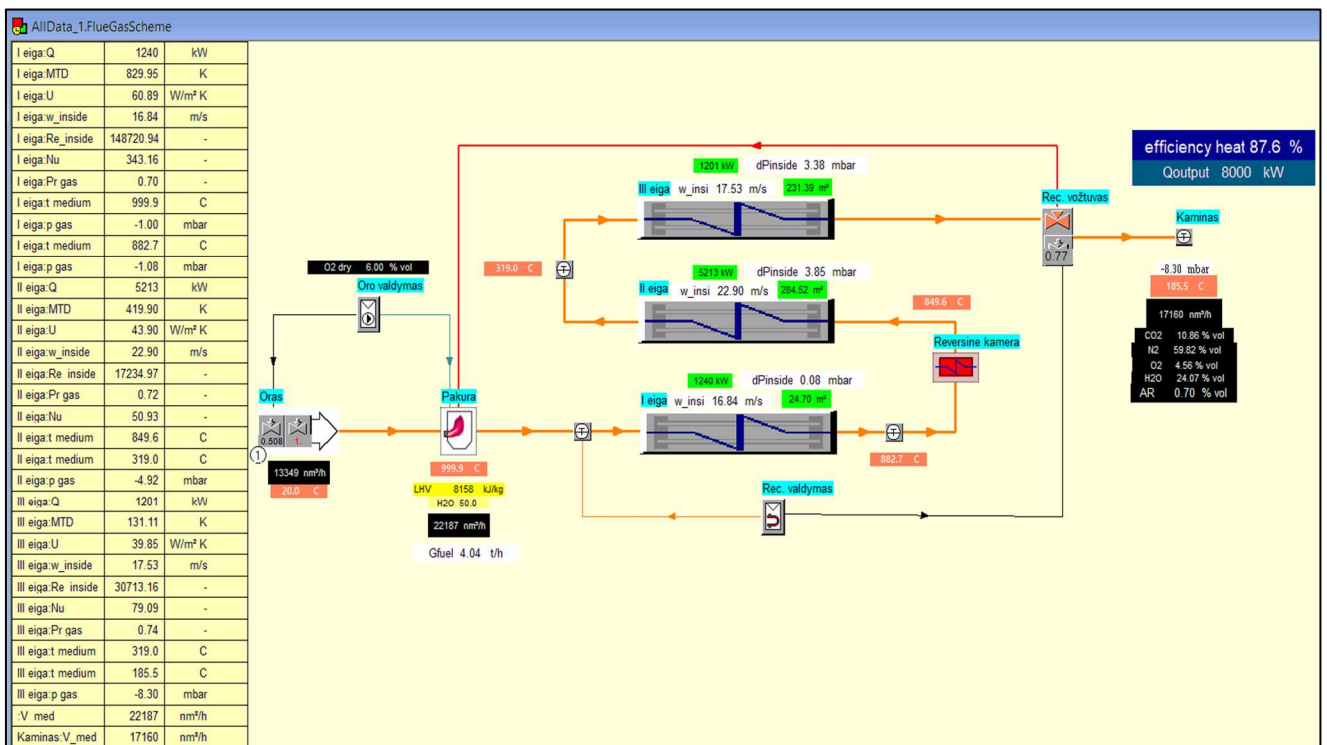 AllData_1.FlueGasScheme
I eiga:Q 1240 kW
I eiga:MTD 829.95 K
I eiga:U 60.89 W/m² K
I eiga:w_inside 16.84 m/s
I eiga:Re_inside 148720.94 -
I eiga:Nu 343.16 -
I eiga:Pr gas 0.70 -
I eiga:t medium 999.9 C
I eiga:p gas -1.00 mbar
I eiga:t medium 882.7 C
I eiga:p gas -1.08 mbar
II eiga:Q 5213 kW
II eiga:MTD 419.90 K
II eiga:U 43.90 W/m² K
II eiga:w_inside 22.90 m/s
II eiga:Re inside 17234.97 -
II eiga:Pr gas 0.72 -
II eiga:Nu 50.93 -
II eiga:t medium 849.6 C
II eiga:t medium 319.0 C
II eiga:p gas -4.92 mbar
III eiga:Q 1201 kW
III eiga:MTD 131.11 K
III eiga:U 39.85 W/m² K
III eiga:w_inside 17.53 m/s
III eiga:Re inside 30713.16 -
III eiga:Nu 79.09 -
III eiga:Pr gas 0.74 -
III eiga:t medium 319.0 C
III eiga:t medium 185.5 C
III eiga:p gas -8.30 mbar
:V med 22187 nm³/h
Kaminas:V_med 17160 nm³/h
efficiency heat 87.6 %
Qoutput 8000 kW
1201 kW dPinside 3.38 mbar
III eiga w_insi 17.53 m/s 231.39 m²
Rec. vožtuvas
0.77
Kaminas
-8.30 mbar
185.5 C
17160 nm³/h
CO2 10.86 % vol
N2 59.82 % vol
O2 4.56 % vol
H2O 24.07 % vol
AR 0.70 % vol
O2 dry 6.00 % vol
Oro valdymas
319.0 C
5213 kW dPinside 3.85 mbar
II eiga w_insi 22.90 m/s 284.52 m²
849.6 C
Reversine kamera
1240 kW dPinside 0.08 mbar
I eiga w_insi 16.84 m/s 24.70 m²
882.7 C
Oras
0.508 1.
1
13349 nm³/h
20.0 C
Pakura
999.9 C
LHV 8158 kJ/kg
H2O 50.0
22187 nm³/h
Gfuel 4.04 t/h
Rec. valdymas